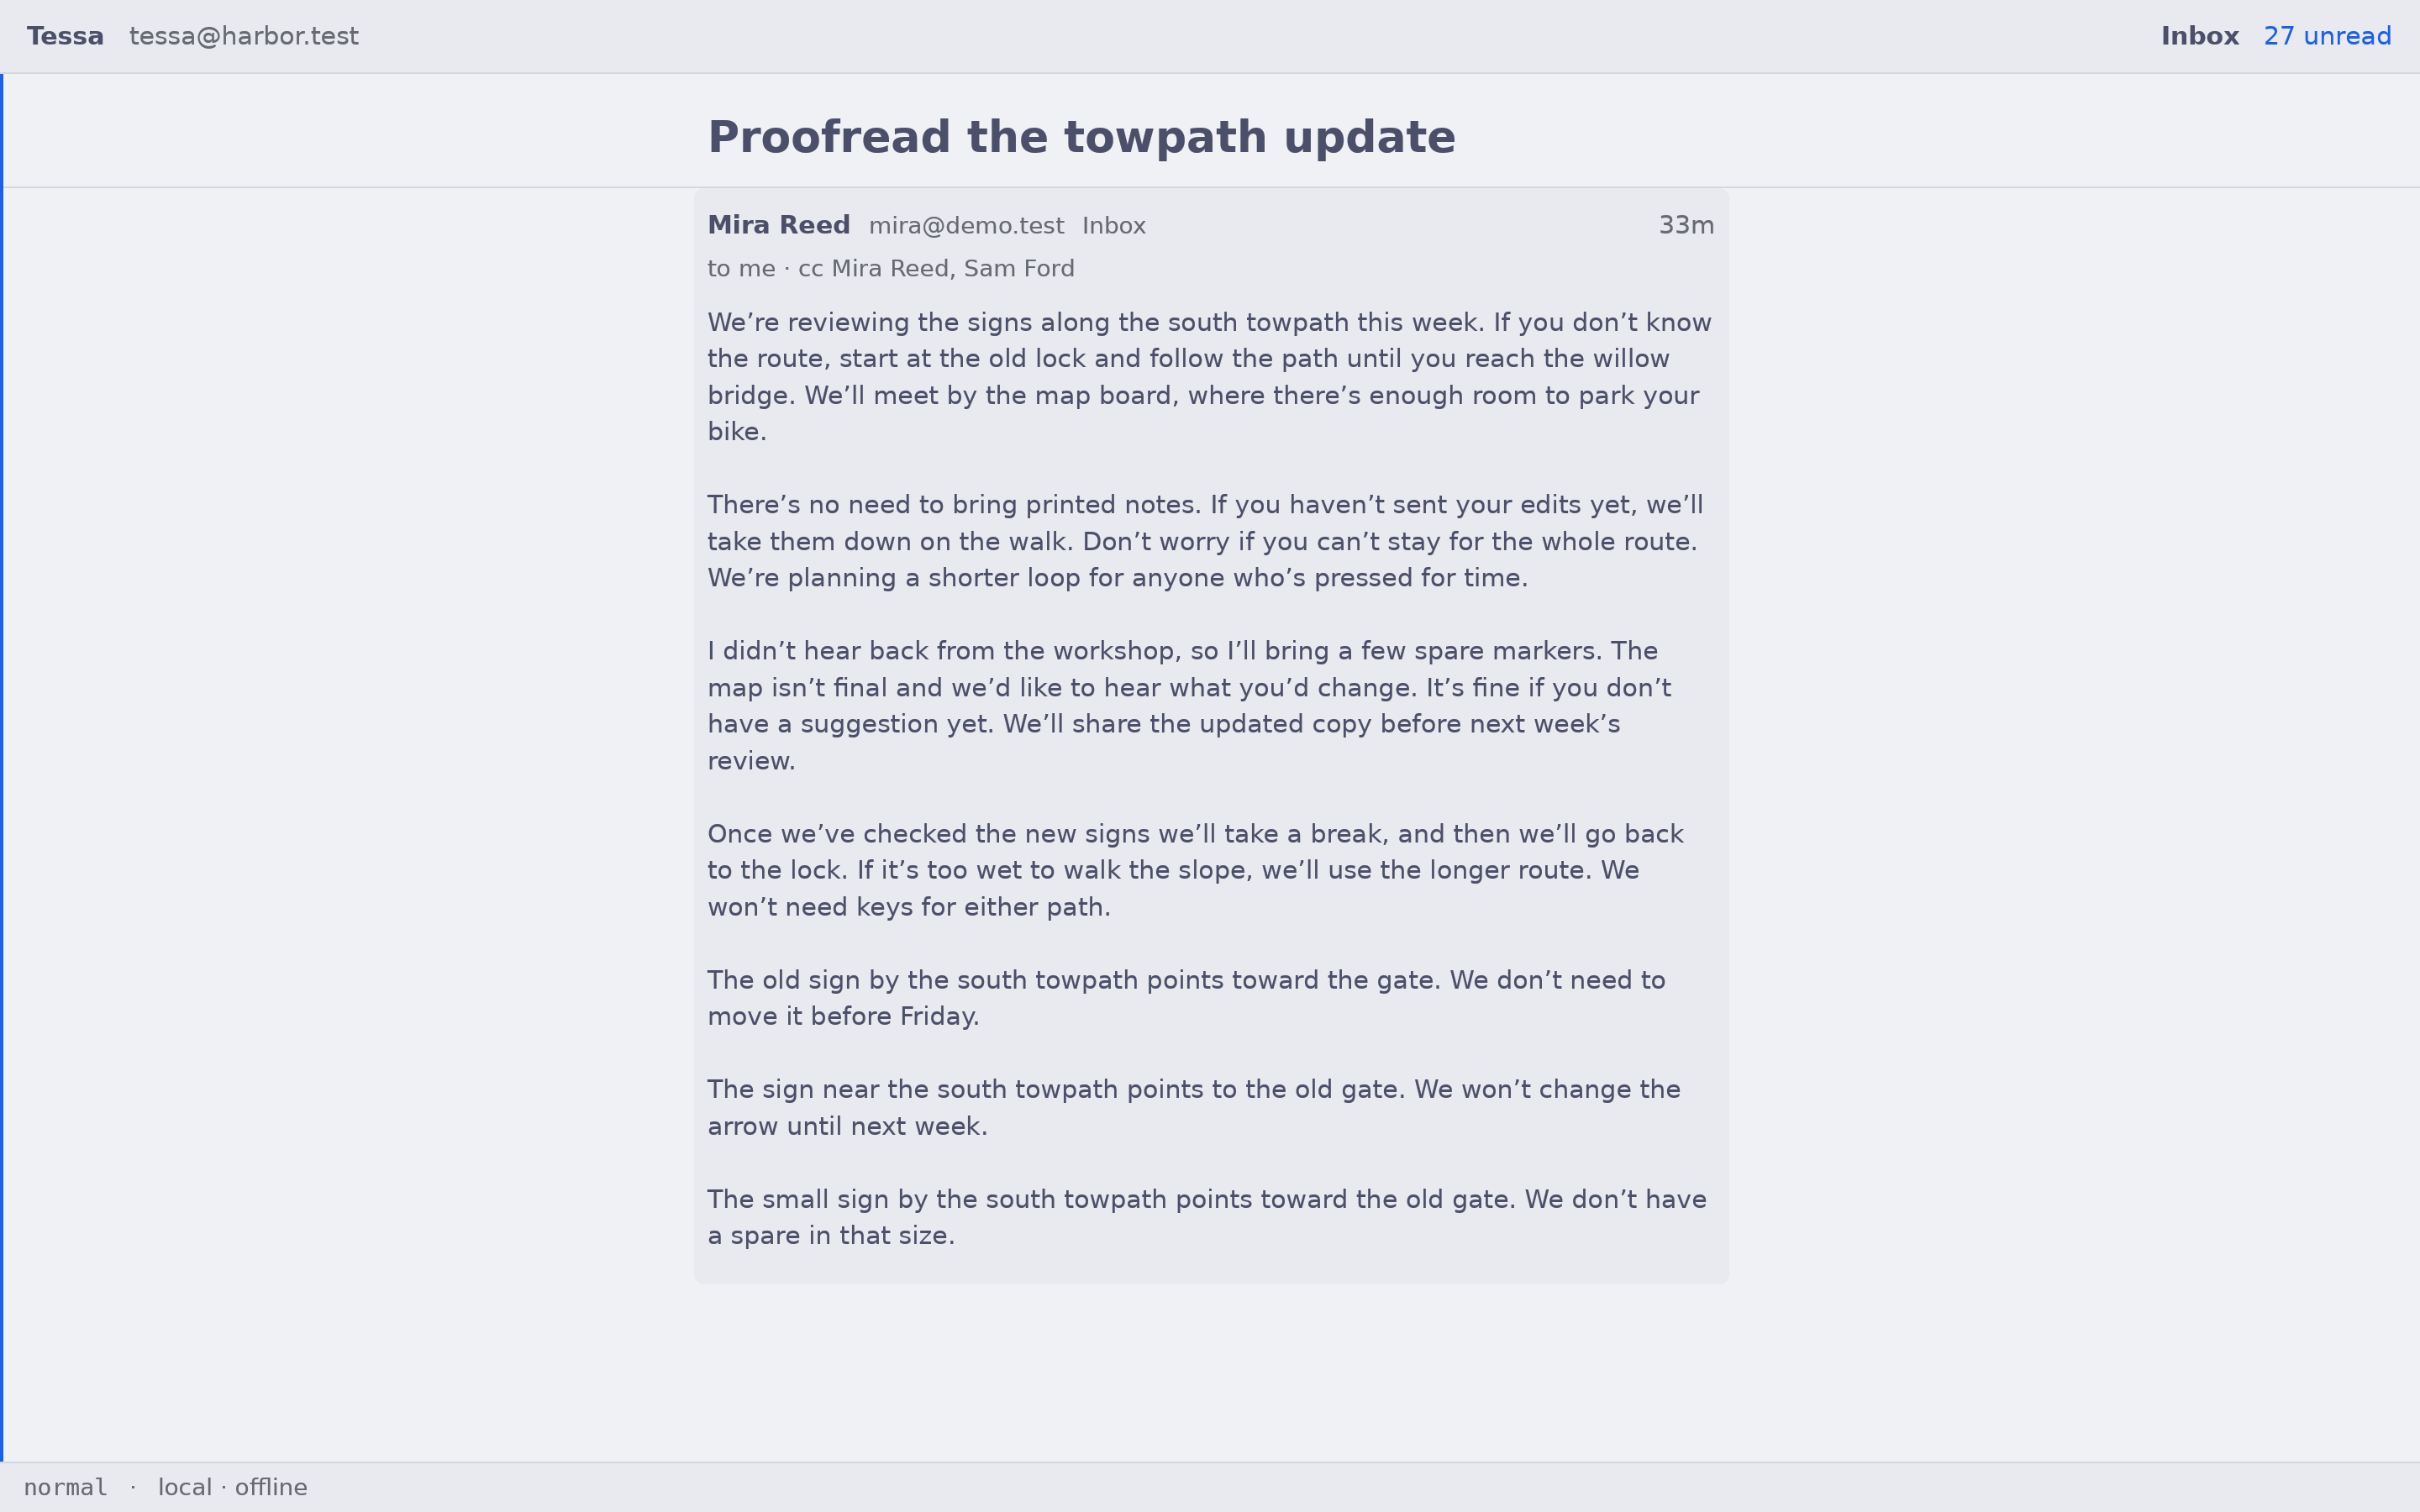 Tessa tessa@harbor.test Inbox 27 unread
Proofread the towpath update
Mira Reed mira@demo.test Inbox 33m
to me · cc Mira Reed, Sam Ford
We’re reviewing the signs along the south towpath this week. If you don’t know
the route, start at the old lock and follow the path until you reach the willow
bridge. We’ll meet by the map board, where there’s enough room to park your
bike.
There’s no need to bring printed notes. If you haven’t sent your edits yet, we’ll
take them down on the walk. Don’t worry if you can’t stay for the whole route.
We’re planning a shorter loop for anyone who’s pressed for time.
I didn’t hear back from the workshop, so I’ll bring a few spare markers. The
map isn’t final and we’d like to hear what you’d change. It’s fine if you don’t
have a suggestion yet. We’ll share the updated copy before next week’s
review.
Once we’ve checked the new signs we’ll take a break, and then we’ll go back
to the lock. If it’s too wet to walk the slope, we’ll use the longer route. We
won’t need keys for either path.
The old sign by the south towpath points toward the gate. We don’t need to
move it before Friday.
The sign near the south towpath points to the old gate. We won’t change the
arrow until next week.
The small sign by the south towpath points toward the old gate. We don’t have
a spare in that size.
normal · local · offline